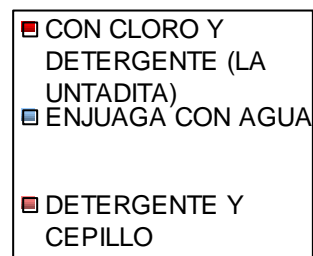 CON CLORO Y
DETERGENTE (LA
UNTADITA)
ENJUAGA CON AGUA
DETERGENTE Y
CEPILLO